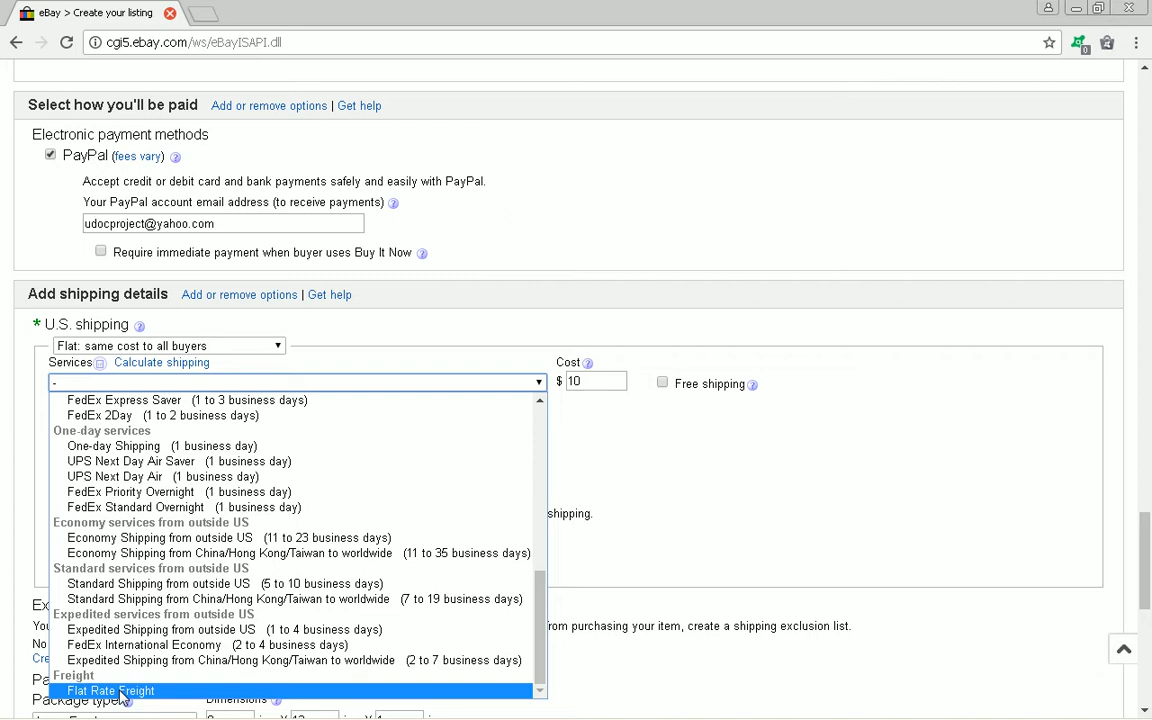 eBay > Create your listing
cgi5.ebay.com/ws/eBayISAPI.dll
0
Select how you'll be paid Add or remove options | Get help
Electronic payment methods
PayPal (fees vary) ?
Accept credit or debit card and bank payments safely and easily with PayPal.
Your PayPal account email address (to receive payments) ?
udocproject@yahoo.com
Require immediate payment when buyer uses Buy It Now ?
Add shipping details Add or remove options | Get help
* U.S. shipping ?
Flat: same cost to all buyers
Services Calculate shipping Cost ?
- $ 10 Free shipping ?
FedEx Express Saver (1 to 3 business days)
FedEx 2Day (1 to 2 business days)
One-day services
One-day Shipping (1 business day)
UPS Next Day Air Saver (1 business day)
UPS Next Day Air (1 business day)
FedEx Priority Overnight (1 business day)
FedEx Standard Overnight (1 business day)
shipping.
Economy services from outside US
Economy Shipping from outside US (11 to 23 business days)
Economy Shipping from China/Hong Kong/Taiwan to worldwide (11 to 35 business days)
Standard services from outside US
Standard Shipping from outside US (5 to 10 business days)
Standard Shipping from China/Hong Kong/Taiwan to worldwide (7 to 19 business days)
Ex
Expedited services from outside US
You from purchasing your item, create a shipping exclusion list.
Expedited Shipping from outside US (1 to 4 business days)
No
FedEx International Economy (2 to 4 business days)
Cre
Expedited Shipping from China/Hong Kong/Taiwan to worldwide (2 to 7 business days)
Pa
Freight
Flat Rate Freight
Package type Dimensions